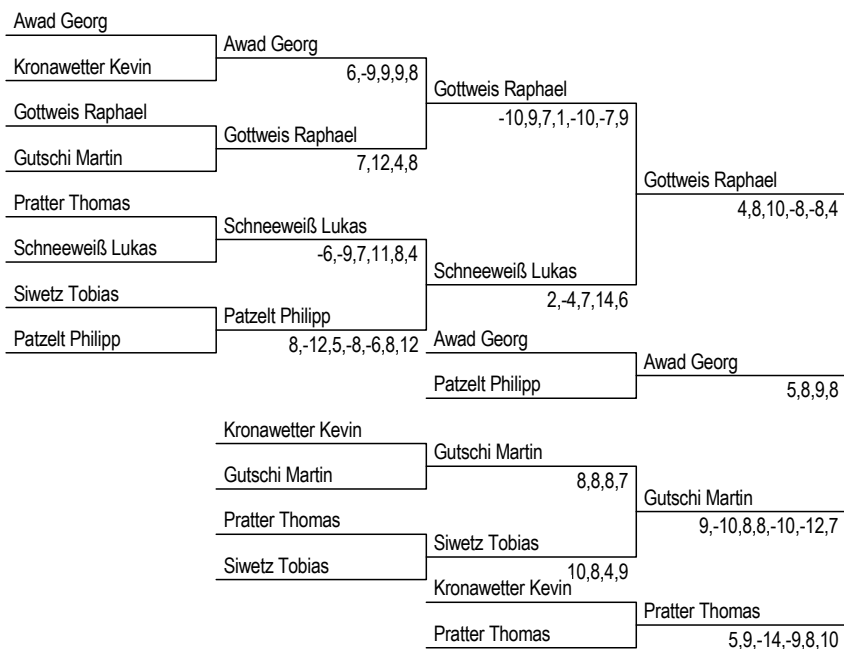 Awad Georg
Awad Georg
Kronawetter Kevin
6,-9,9,9,8
Gottweis Raphael
Gottweis Raphael
-10,9,7,1,-10,-7,9
Gottweis Raphael
Gutschi Martin
7,12,4,8
Gottweis Raphael
Pratter Thomas
4,8,10,-8,-8,4
Schneeweiß Lukas
Schneeweiß Lukas
-6,-9,7,11,8,4
Schneeweiß Lukas
Siwetz Tobias
2,-4,7,14,6
Patzelt Philipp
Patzelt Philipp
8,-12,5,-8,-6,8,12
Awad Georg
Awad Georg
Patzelt Philipp
5,8,9,8
Kronawetter Kevin
Gutschi Martin
Gutschi Martin
8,8,8,7
Gutschi Martin
Pratter Thomas
9,-10,8,8,-10,-12,7
Siwetz Tobias
Siwetz Tobias
10,8,4,9
Kronawetter Kevin
Pratter Thomas
Pratter Thomas
5,9,-14,-9,8,10